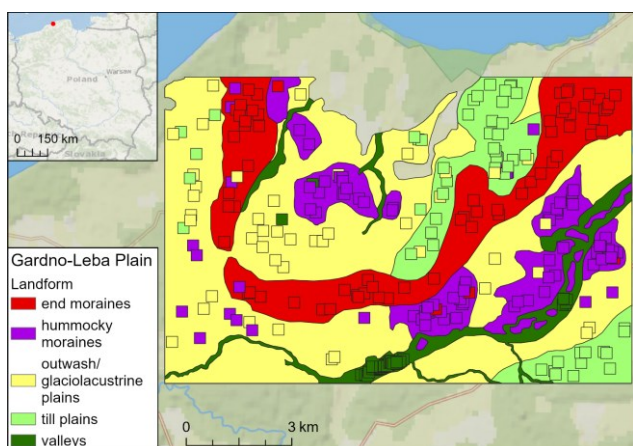 Poland
Warsaw
0 150 km
Slovakia
Gardno-Leba Plain
Landform
end moraines
hummocky
moraines
outwash/
glaciolacustrine
plains
till plains
valleys
0 3 km